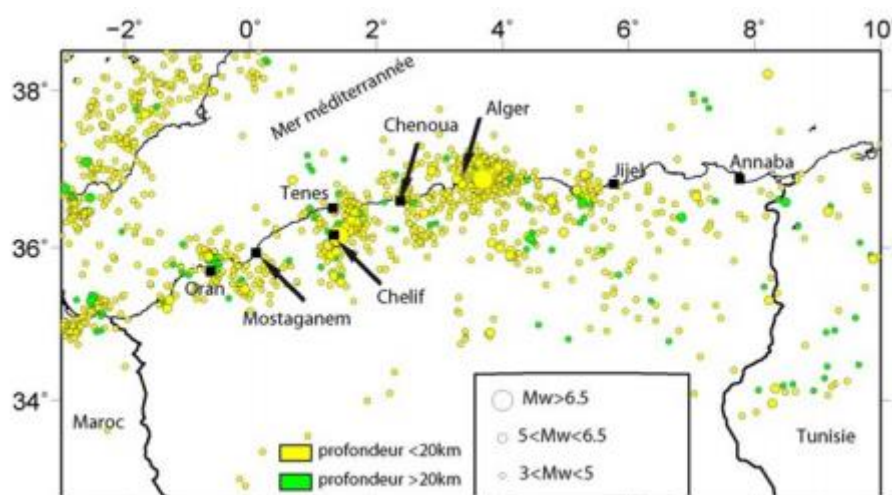 −2 0° 2 4 6 8 10
38°
36°
34°
Mer méditerrannée
Alger
Chenoua
Tenes
Jijel
Annaba
Oran
Mostaganem
Chelif
Maroc
Tunisie
profondeur <20km
profondeur >20km
Mw>6.5
5<Mw<6.5
3<Mw<5